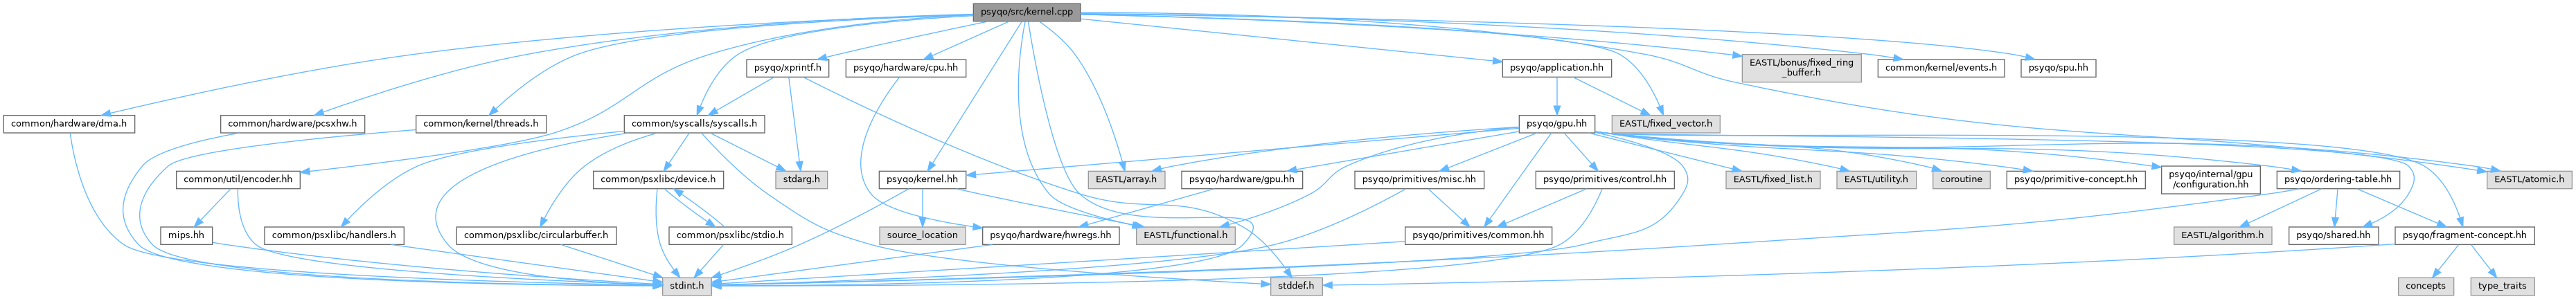 psyqo/src/kernel.cpp
psyqo/xprintf.h
psyqo/hardware/cpu.hh
psyqo/application.hh
EASTL/bonus/fixed_ring
_buffer.h
common/kernel/events.h
psyqo/spu.hh
common/hardware/dma.h
common/hardware/pcsxhw.h
common/kernel/threads.h
common/syscalls/syscalls.h
psyqo/gpu.hh
EASTL/fixed_vector.h
common/util/encoder.hh
common/psxlibc/device.h
stdarg.h
psyqo/kernel.hh
EASTL/array.h
psyqo/hardware/gpu.hh
psyqo/primitives/misc.hh
psyqo/primitives/control.hh
EASTL/fixed_list.h
EASTL/utility.h
coroutine
psyqo/primitive-concept.hh
psyqo/internal/gpu
/configuration.hh
psyqo/ordering-table.hh
EASTL/atomic.h
mips.hh
common/psxlibc/handlers.h
common/psxlibc/circularbuffer.h
common/psxlibc/stdio.h
source_location
psyqo/hardware/hwregs.hh
EASTL/functional.h
psyqo/primitives/common.hh
EASTL/algorithm.h
psyqo/shared.hh
psyqo/fragment-concept.hh
stdint.h
stddef.h
concepts
type_traits